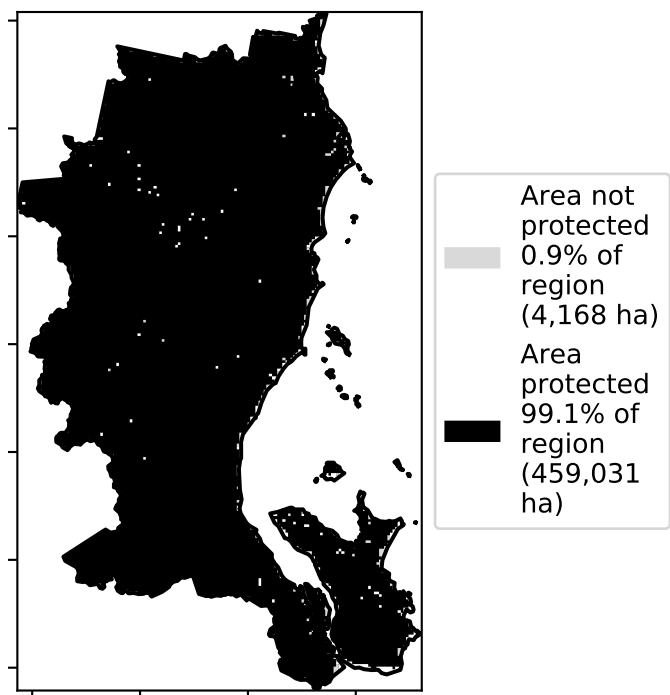 Area not
protected
0.9% of
region
(4,168 ha)
Area
protected
99.1% of
region
(459,031
ha)